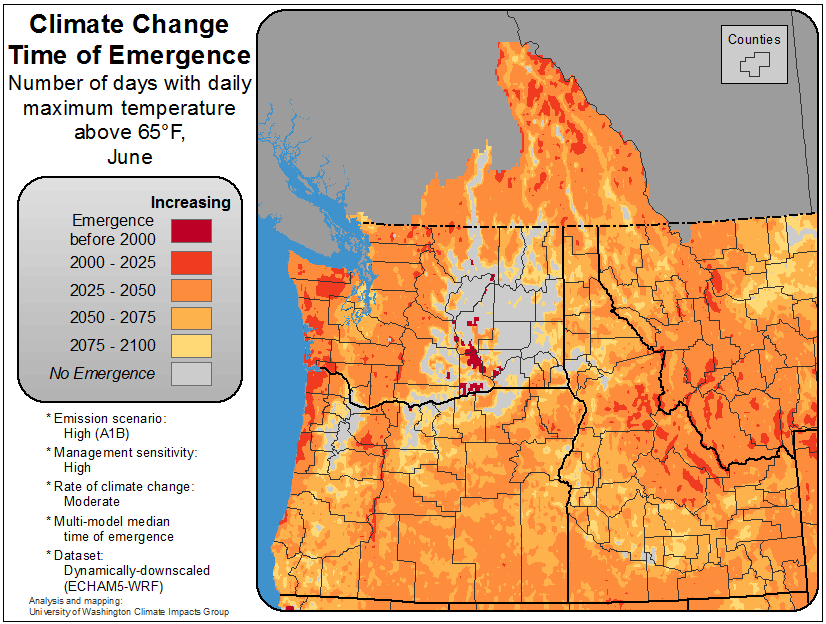 Climate Change
Time of Emergence
Number of days with daily
maximum temperature
above 65°F,
June
Increasing
Emergence
before 2000
2000 - 2025
2025 - 2050
2050 - 2075
2075 - 2100
No Emergence
* Emission scenario:
High (A1B)
* Management sensitivity:
High
* Rate of climate change:
Moderate
* Multi-model median
time of emergence
* Dataset:
Dynamically-downscaled
(ECHAM5-WRF)
Analysis and mapping:
University of Washington Climate Impacts Group
Counties